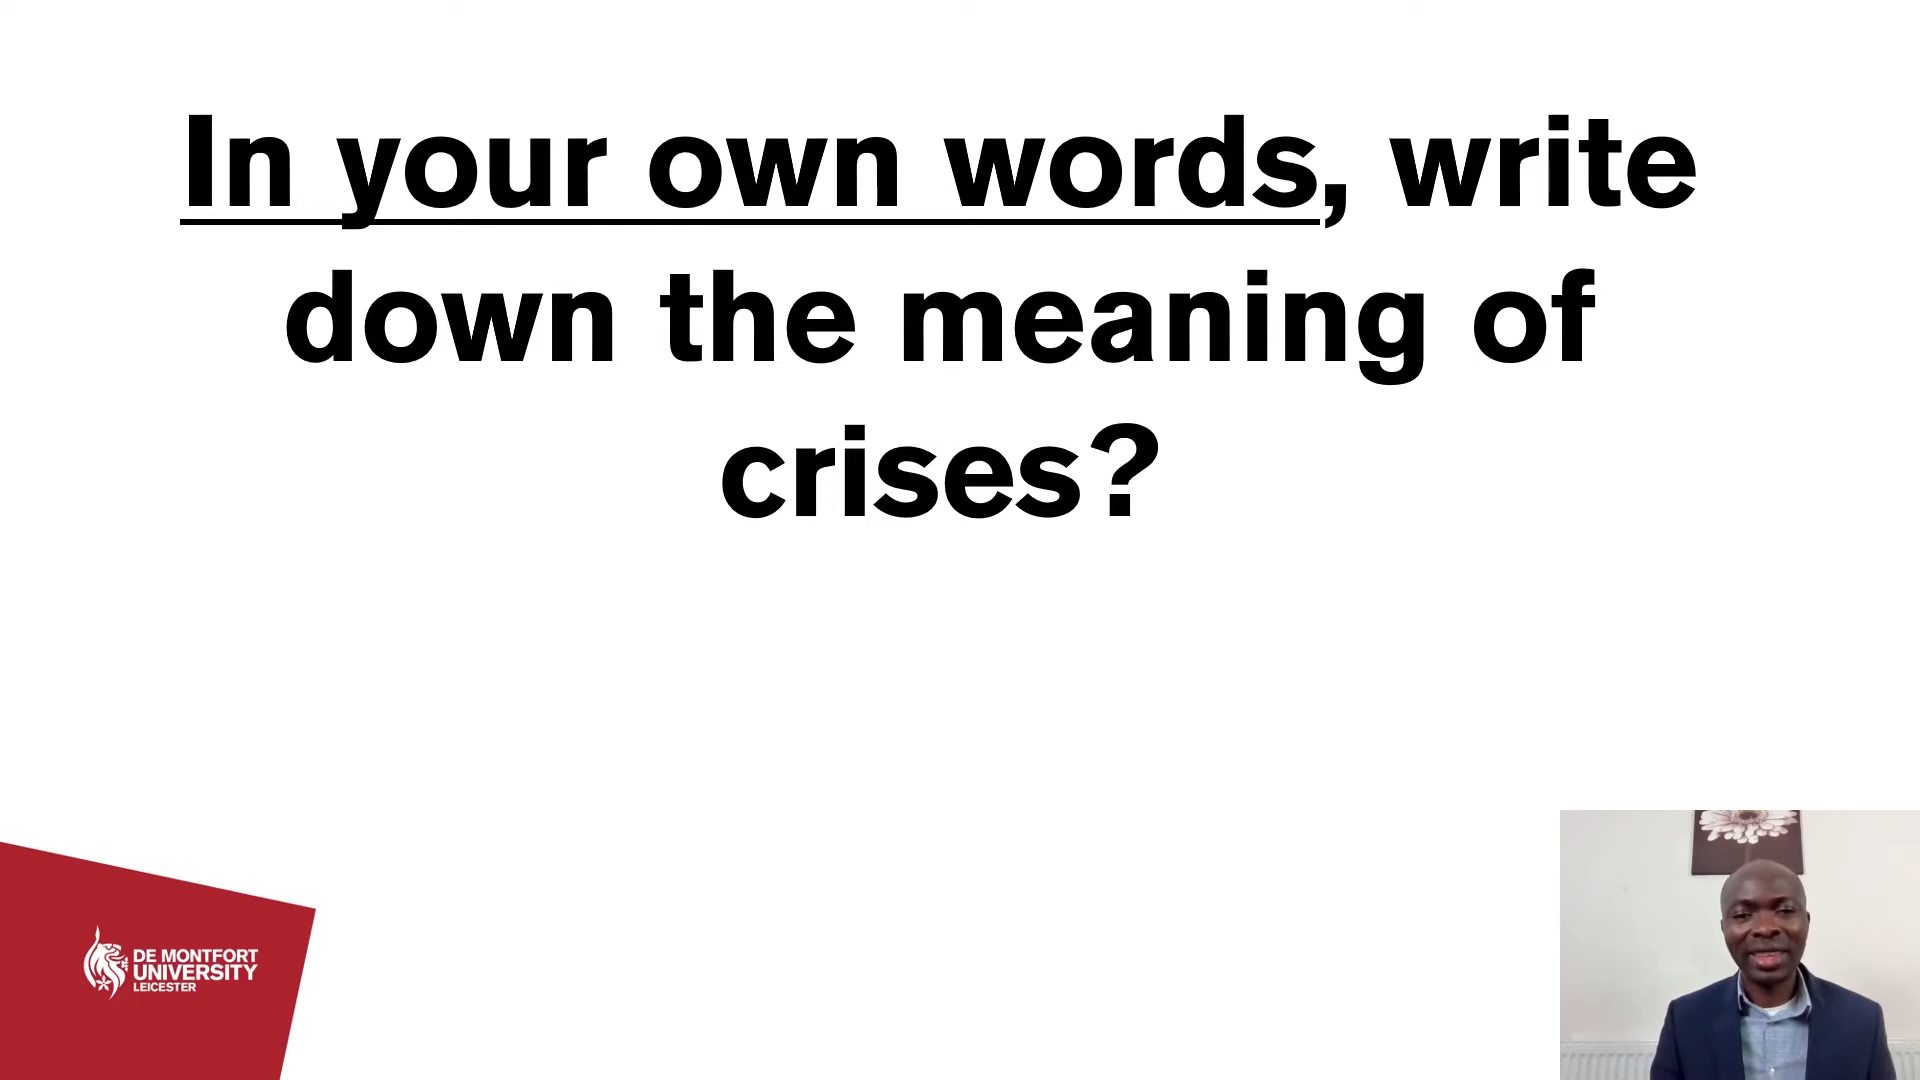 In your own words, write
down the meaning of
crises?
DE MONTFORT
UNIVERSITY
LEICESTER